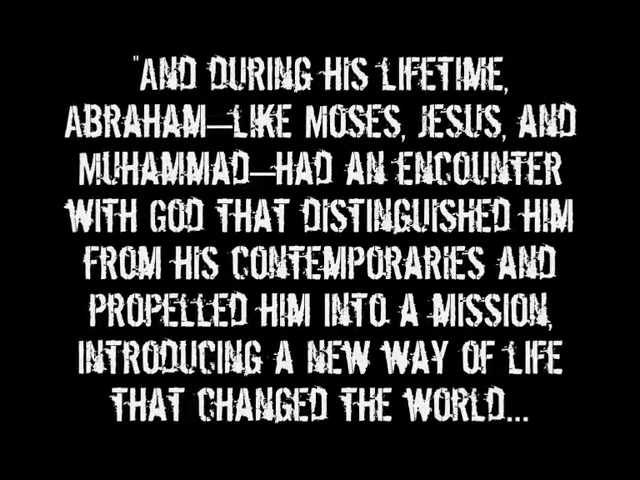 "AND DURING HIS LIFETIME,
ABRAHAM—LIKE MOSES, JESUS, AND
MUHAMMAD—HAD AN ENCOUNTER
WITH GOD THAT DISTINGUISHED HIM
FROM HIS CONTEMPORARIES AND
PROPELLED HIM INTO A MISSION,
INTRODUCING A NEW WAY OF LIFE
THAT CHANGED THE WORLD...